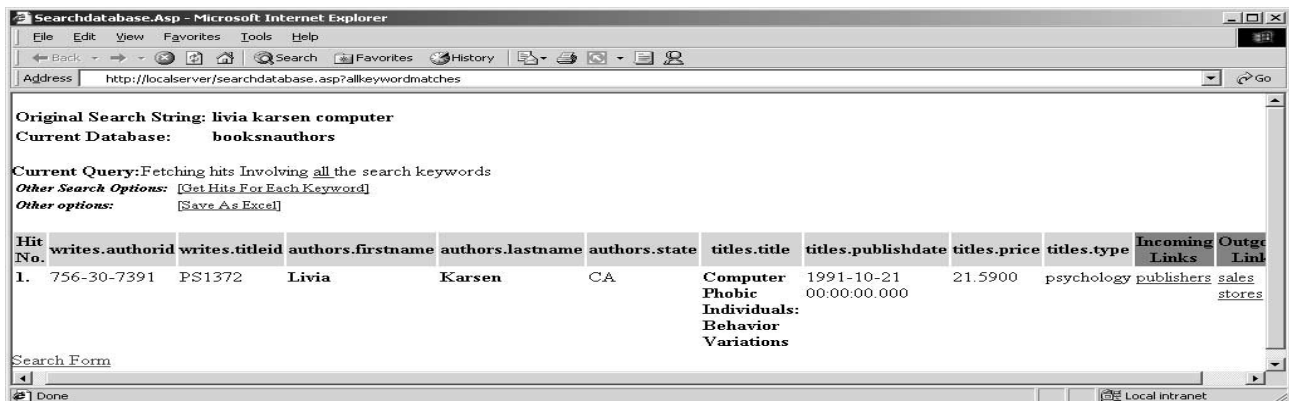 Searchdatabase.Asp - Microsoft Internet Explorer
File Edit View Favorites Tools Help
Back Search Favorites History
Address http://localserver/searchdatabase.asp?allkeywordmatches Go
Original Search String: livia karsen computer
Current Database: booksnauthors
Current Query:Fetching hits Involving all the search keywords
Other Search Options: [Get Hits For Each Keyword]
Other options: [Save As Excel]
Hit No. writes.authorid writes.titleid authors.firstname authors.lastname authors.state titles.title titles.publishdate titles.price titles.type Incoming Links Outgo Link
1. 756-30-7391 PS1372 Livia Karsen CA Computer Phobic Individuals: Behavior Variations 1991-10-21 00:00:00.000 21.5900 psychology publishers sales stores
Search Form
Done Local intranet